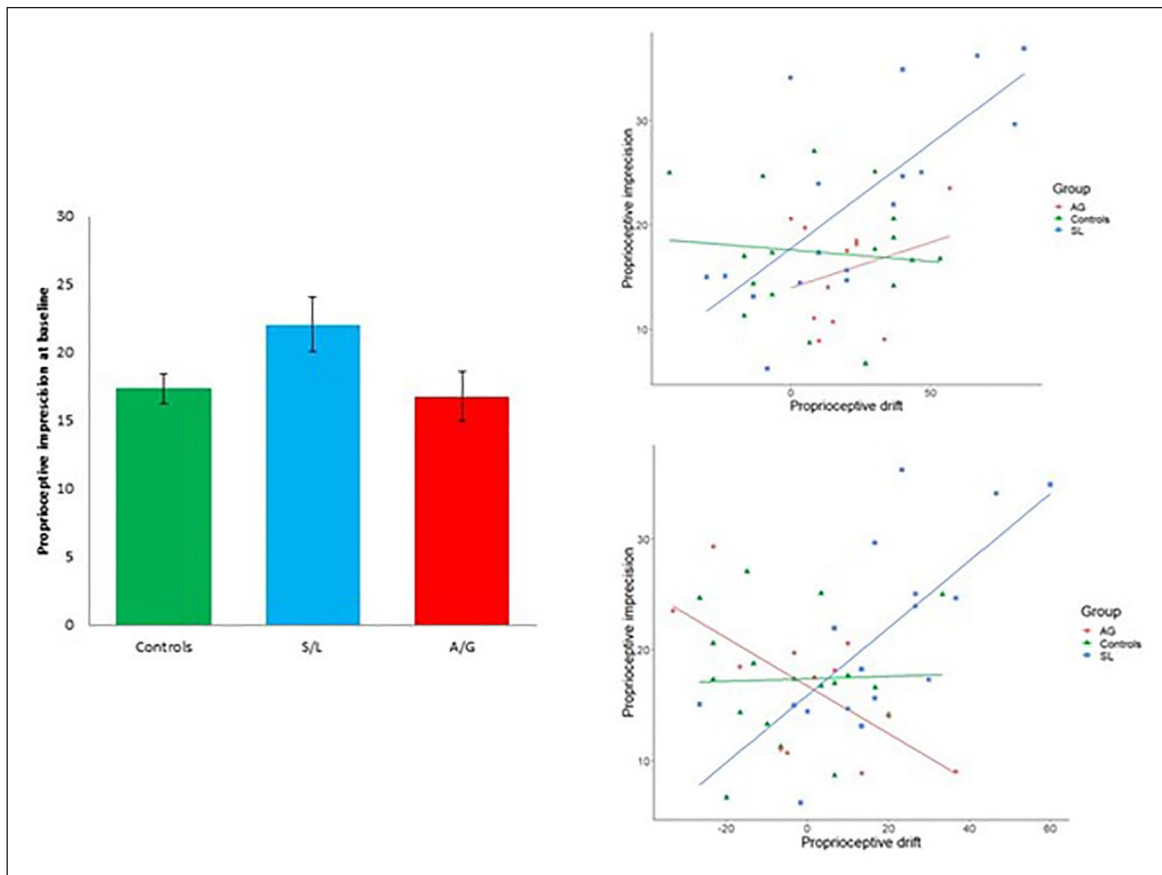 Proprioceptive imprescision at baseline
30
25
20
15
10
5
0
Controls
S/L
A/G
Proprioceptive imprecision
30
20
10
0
50
Proprioceptive drift
Group
AG
Controls
SL
Proprioceptive imprecision
30
20
10
-20
0
20
40
60
Proprioceptive drift
Group
AG
Controls
SL